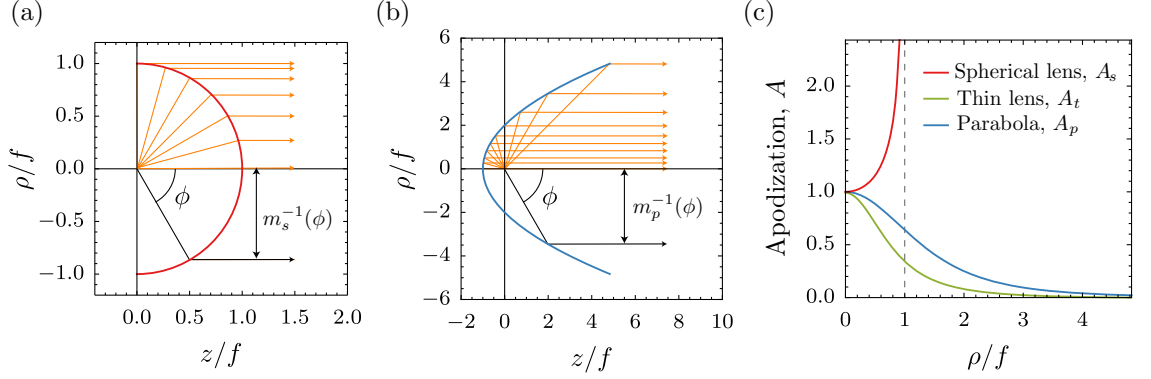 (a)
ρ/f
1.0
0.5
0.0
−0.5
−1.0
ϕ
m_s^{-1}(ϕ)
0.0 0.5 1.0 1.5 2.0
z/f
(b)
ρ/f
6
4
2
0
−2
−4
−6
ϕ
m_p^{-1}(ϕ)
−2 0 2 4 6 8 10
z/f
(c)
Apodization, A
2.0
1.5
1.0
0.5
0.0
Spherical lens, A_s
Thin lens, A_t
Parabola, A_p
0 1 2 3 4
ρ/f